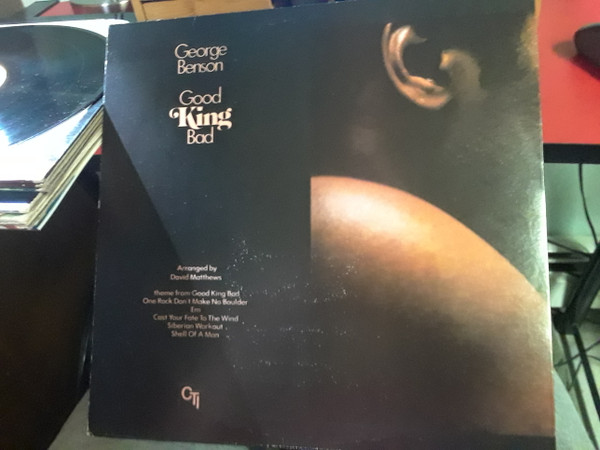 George
Benson
Good
King
Bad
Arranged by
David Matthews
theme from Good King Bad
One Rock Don't Make No Boulder
Em
Cast Your Fate To The Wind
Siberian Workout
Shell Of A Man
CTI